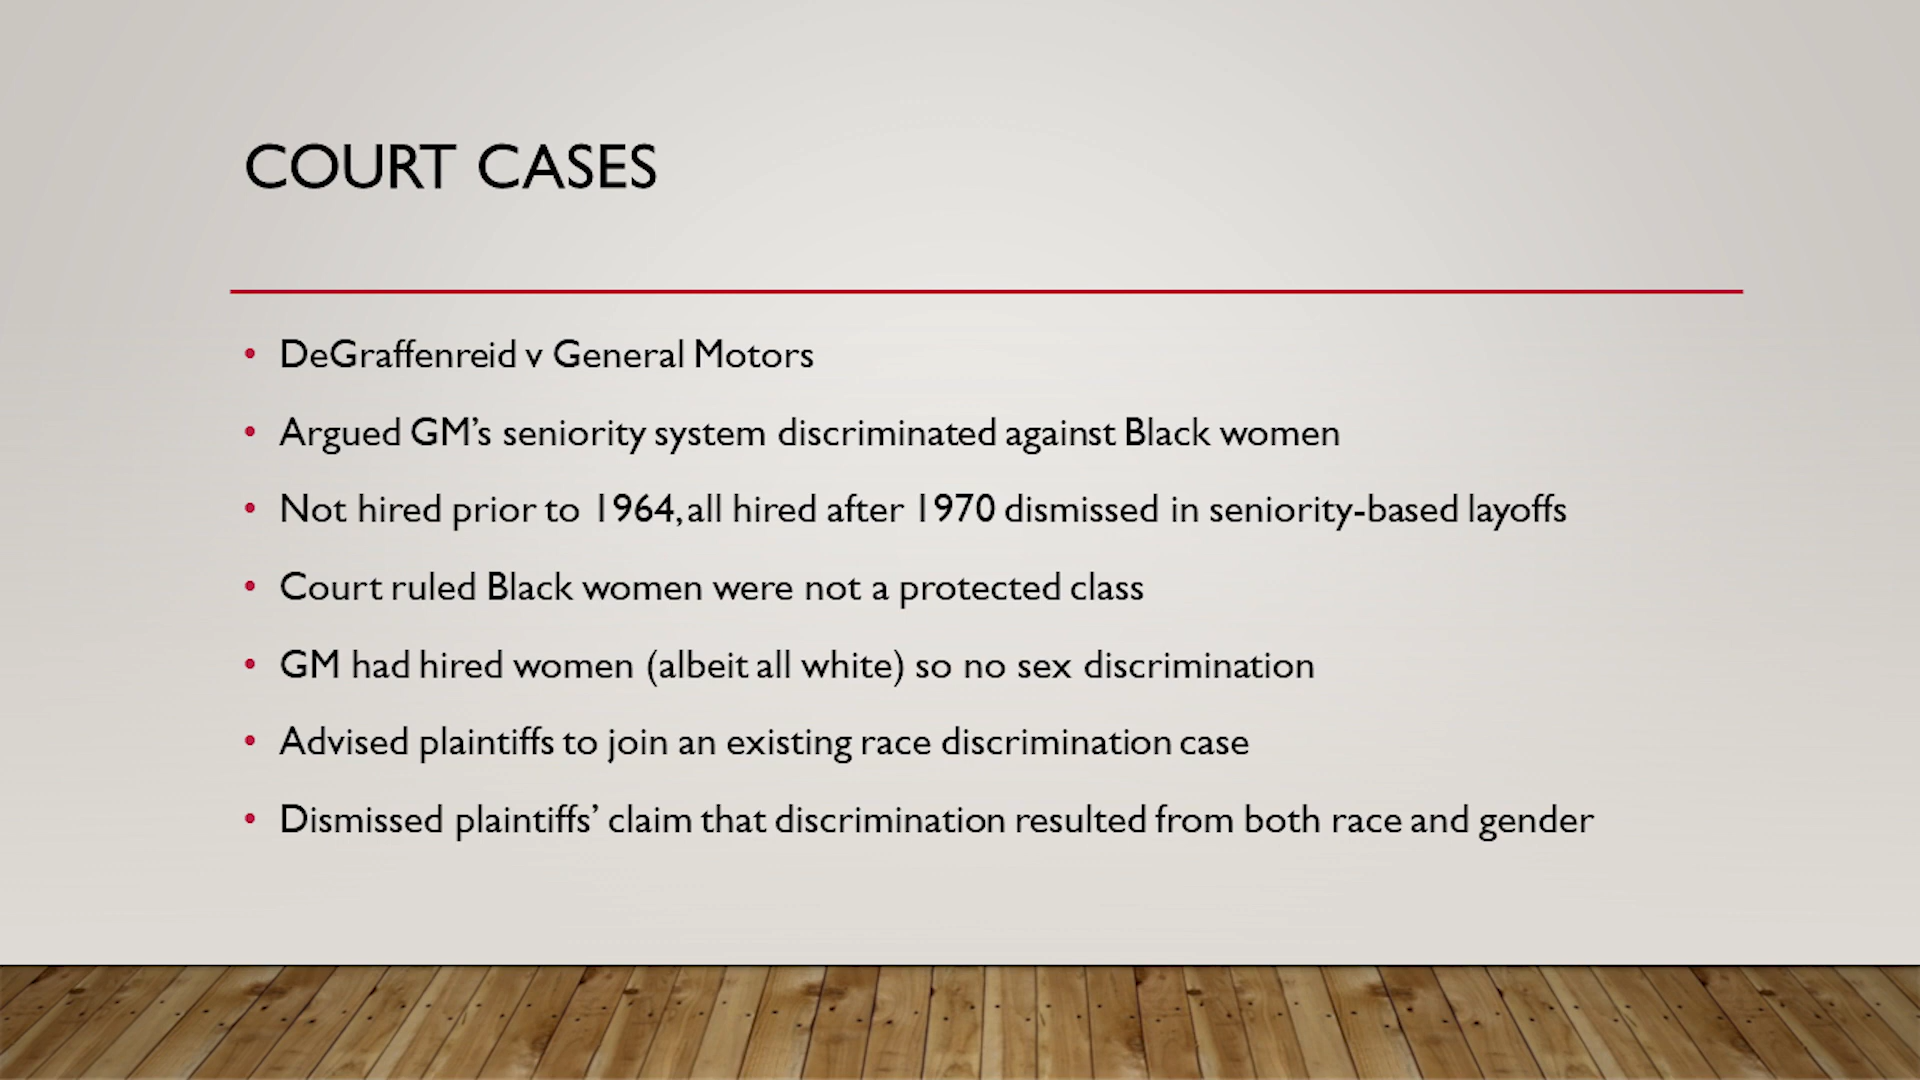 COURT CASES
• DeGraffenreid v General Motors
• Argued GM’s seniority system discriminated against Black women
• Not hired prior to 1964, all hired after 1970 dismissed in seniority-based layoffs
• Court ruled Black women were not a protected class
• GM had hired women (albeit all white) so no sex discrimination
• Advised plaintiffs to join an existing race discrimination case
• Dismissed plaintiffs’ claim that discrimination resulted from both race and gender